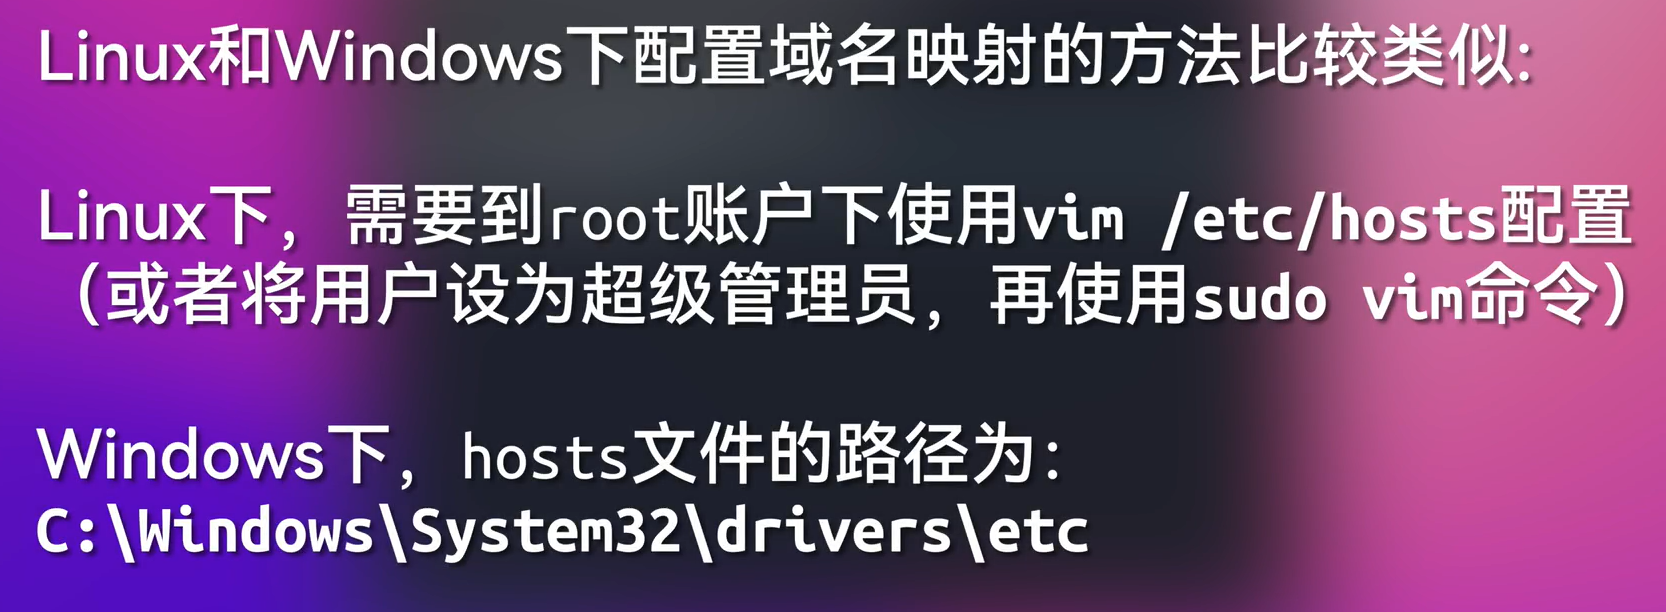 Linux和Windows下配置域名映射的方法比较类似:
Linux下，需要到root账户下使用vim /etc/hosts配置
（或者将用户设为超级管理员，再使用sudo vim命令）
Windows下，hosts文件的路径为：
C:\Windows\System32\drivers\etc